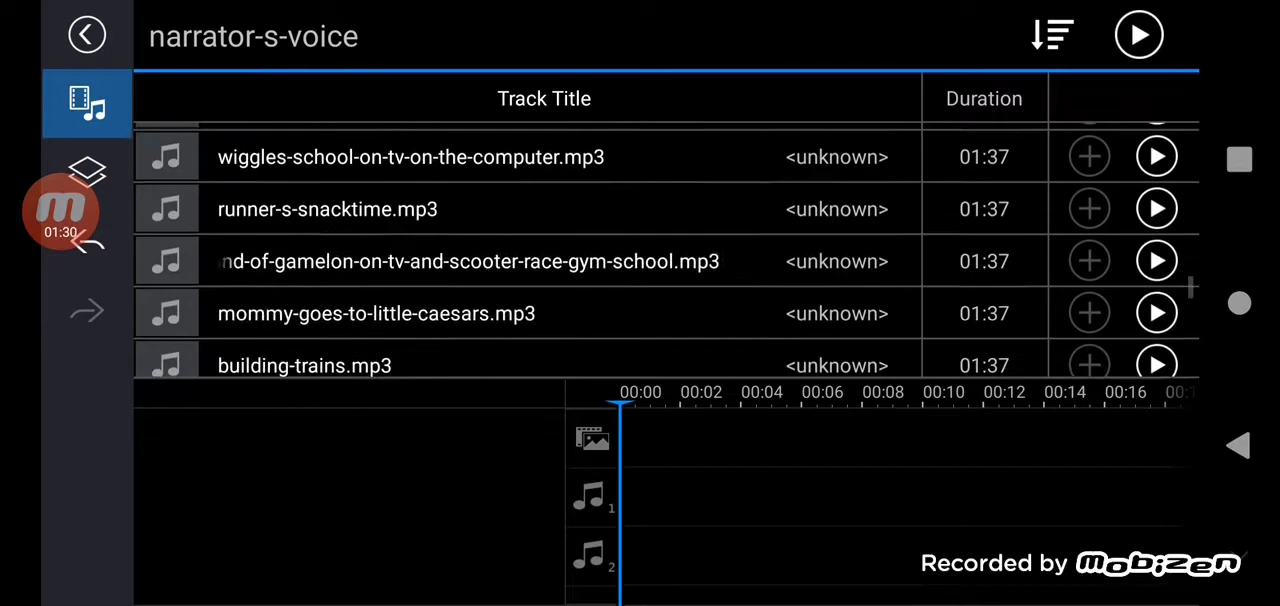 narrator-s-voice
Track Title Duration
wiggles-school-on-tv-on-the-computer.mp3 <unknown> 01:37
runner-s-snacktime.mp3 <unknown> 01:37
nd-of-gamelon-on-tv-and-scooter-race-gym-school.mp3 <unknown> 01:37
01:30
mommy-goes-to-little-caesars.mp3 <unknown> 01:37
building-trains.mp3 <unknown> 01:37
00:00 00:02 00:04 00:06 00:08 00:10 00:12 00:14 00:16
1
2
Recorded by mobizen